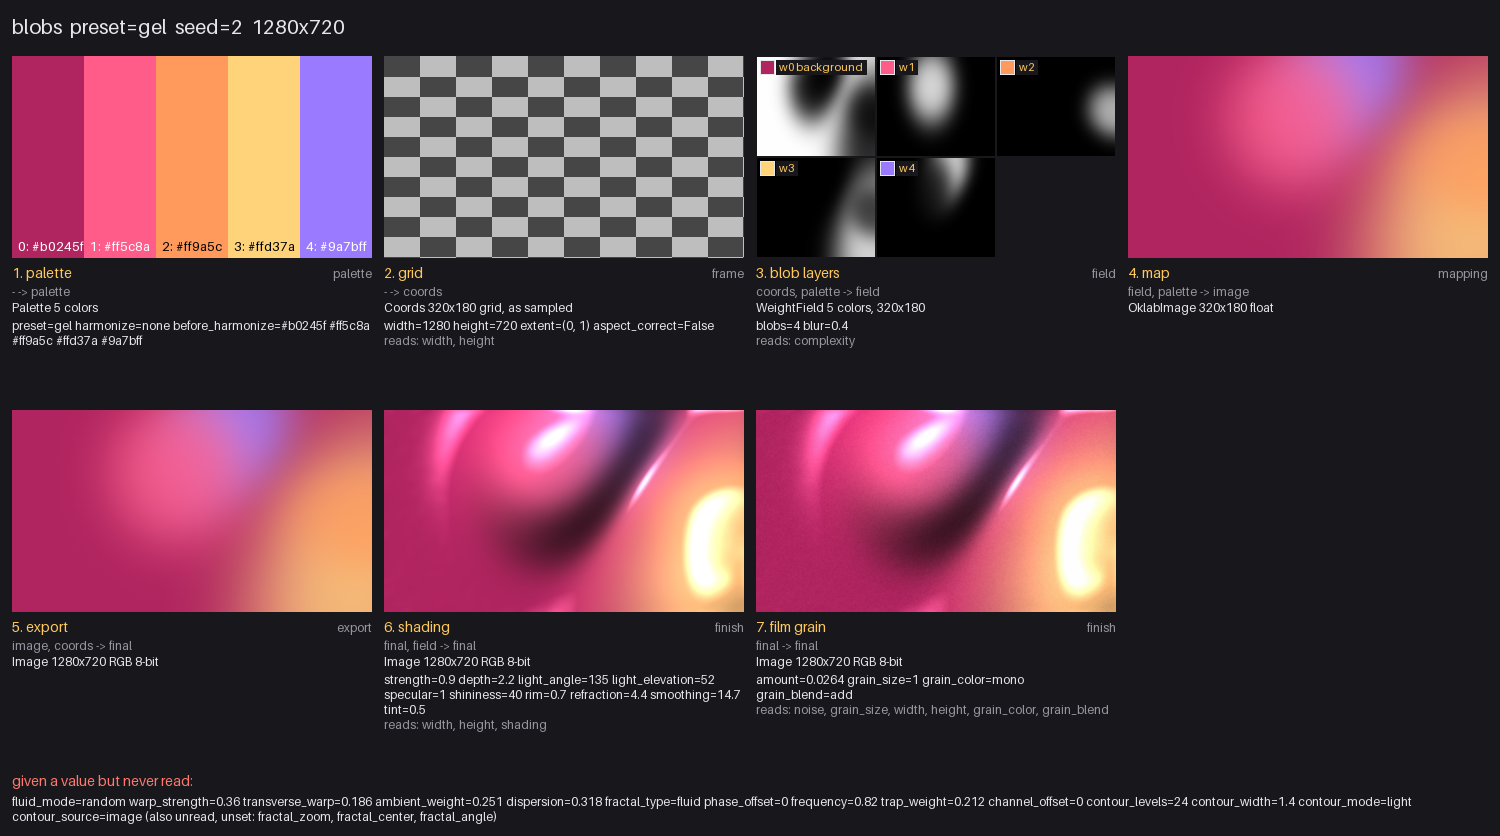 blobs preset=gel seed=2 1280x720
0: #b0245f 1: #ff5c8a 2: #ff9a5c 3: #ffd37a 4: #9a7bff
w0 background w1 w2
w3 w4
1. palette palette
--> palette
Palette 5 colors
preset=gel harmonize=none before_harmonize=#b0245f #ff5c8a
#ff9a5c #ffd37a #9a7bff
2. grid frame
--> coords
Coords 320x180 grid, as sampled
width=1280 height=720 extent=(0, 1) aspect_correct=False
reads: width, height
3. blob layers field
coords, palette -> field
WeightField 5 colors, 320x180
blobs=4 blur=0.4
reads: complexity
4. map mapping
field, palette -> image
OklabImage 320x180 float
5. export export
image, coords -> final
Image 1280x720 RGB 8-bit
6. shading finish
final, field -> final
Image 1280x720 RGB 8-bit
strength=0.9 depth=2.2 light_angle=135 light_elevation=52
specular=1 shininess=40 rim=0.7 refraction=4.4 smoothing=14.7
tint=0.5
reads: width, height, shading
7. film grain finish
final -> final
Image 1280x720 RGB 8-bit
amount=0.0264 grain_size=1 grain_color=mono
grain_blend=add
reads: noise, grain_size, width, height, grain_color, grain_blend
given a value but never read:
fluid_mode=random warp_strength=0.36 transverse_warp=0.186 ambient_weight=0.251 dispersion=0.318 fractal_type=fluid phase_offset=0 frequency=0.82 trap_weight=0.212 channel_offset=0 contour_levels=24 contour_width=1.4 contour_mode=light
contour_source=image (also unread, unset: fractal_zoom, fractal_center, fractal_angle)